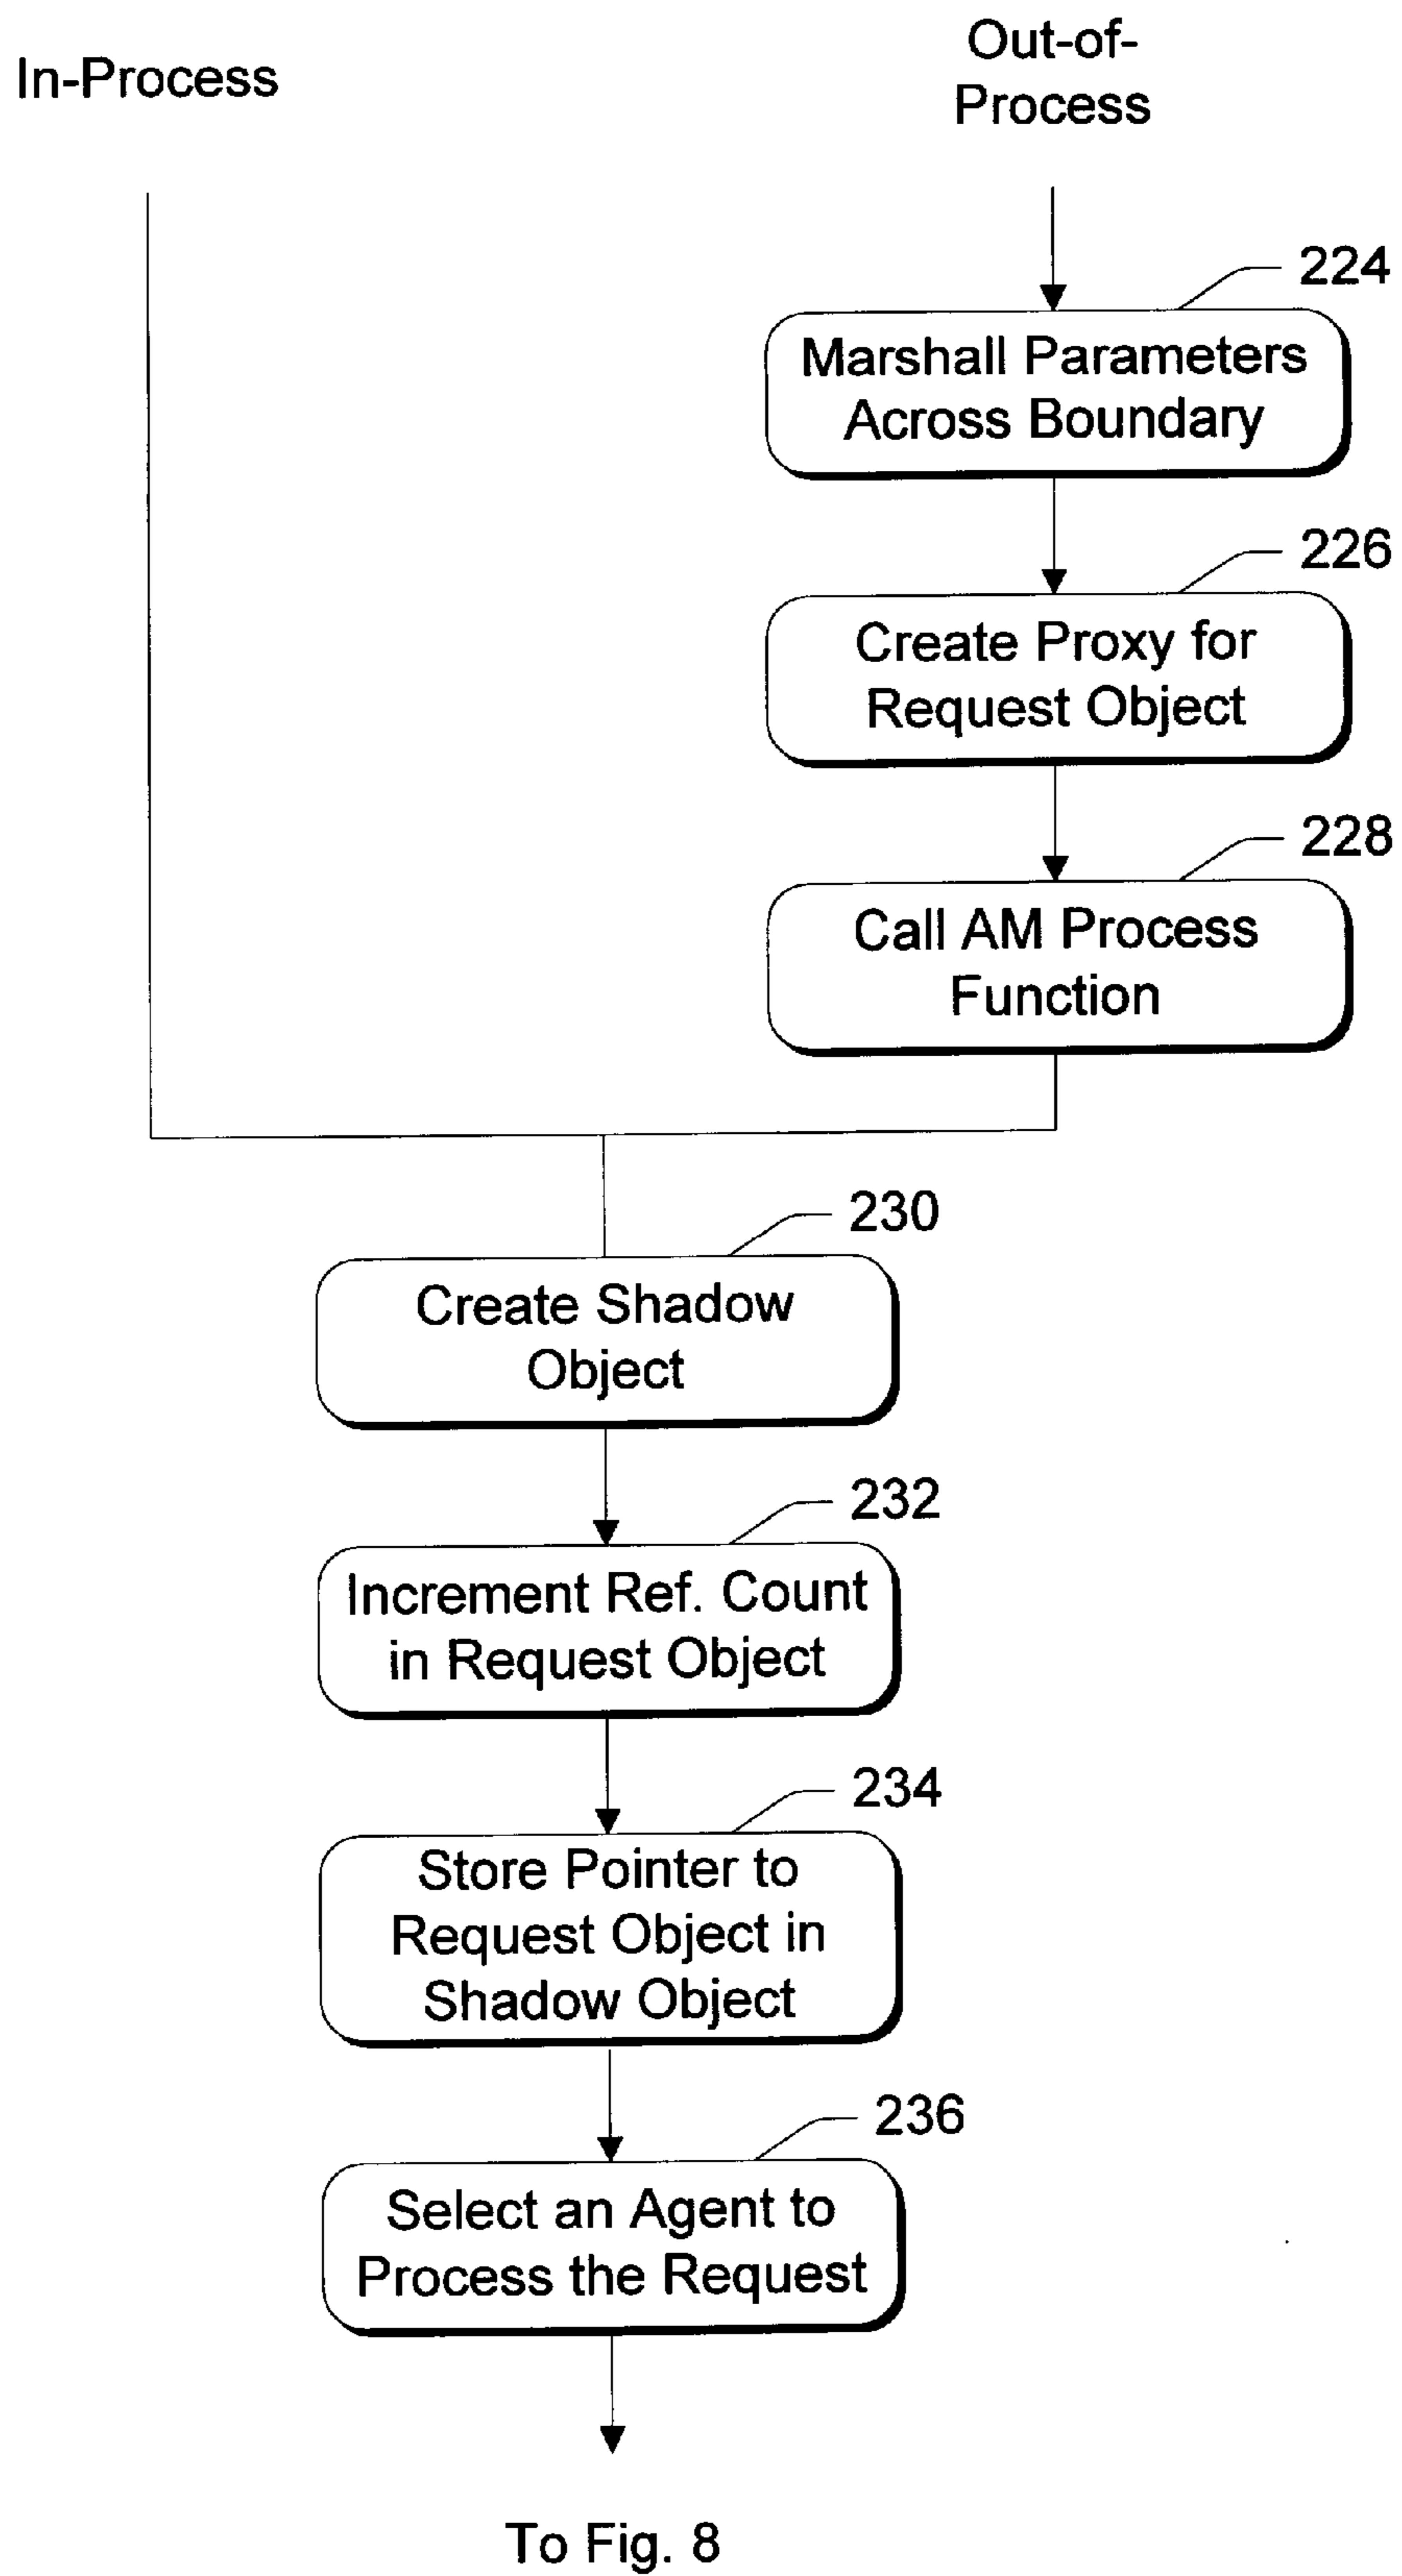 In-Process
Out-of-
Process
224
Marshall Parameters
Across Boundary
226
Create Proxy for
Request Object
228
Call AM Process
Function
230
Create Shadow
Object
232
Increment Ref. Count
in Request Object
234
Store Pointer to
Request Object in
Shadow Object
236
Select an Agent to
Process the Request
To Fig. 8